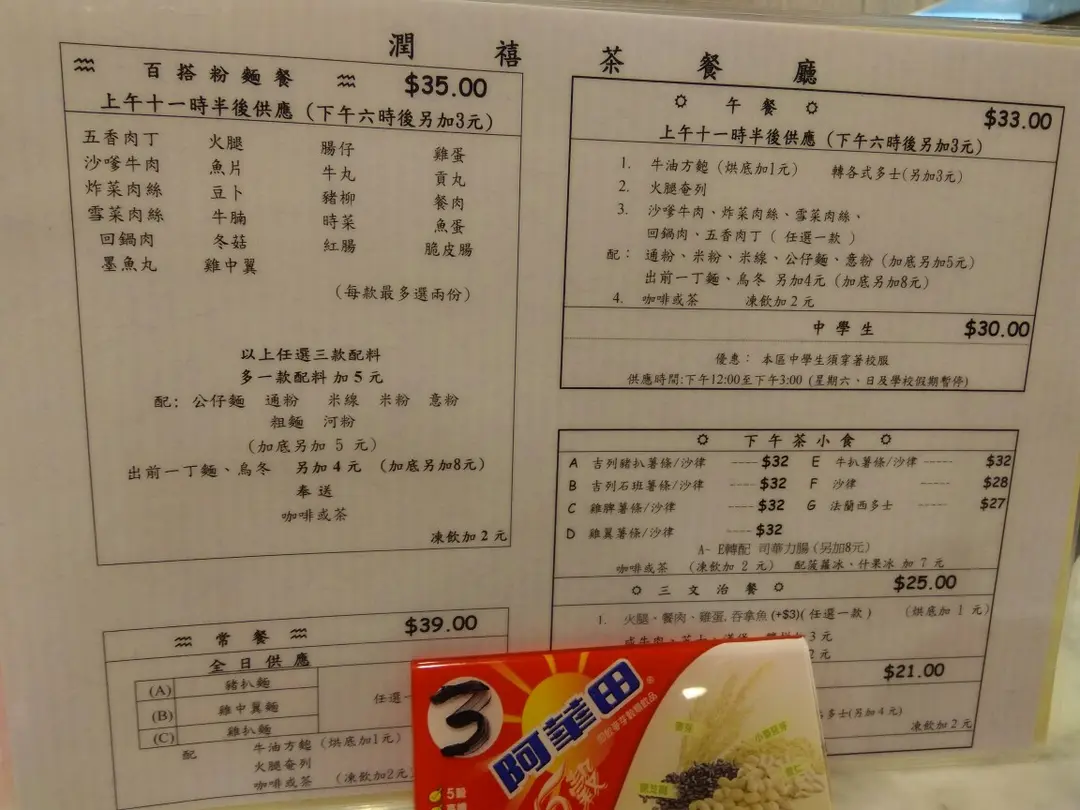 潤禧茶餐廳
百搭粉麵餐 $35.00
上午十一時半後供應 (下午六時後另加3元)
五香肉丁 火腿 腸仔 雞蛋
沙嗲牛肉 魚片 牛丸 貢丸
炸菜肉絲 豆卜 豬柳 餐肉
雪菜肉絲 牛腩 時菜 魚蛋
回鍋肉 冬菇 紅腸 脆皮腸
墨魚丸 雞中翼
(每款最多選兩份)
以上任選三款配料
多一款配料 加 5 元
配: 公仔麵 通粉 米線 米粉 意粉
粗麵 河粉
(加底另加 5 元)
出前一丁麵、烏冬 另加 4 元 (加底另加8元)
奉送
咖啡或茶
凍飲加 2 元
常餐 $39.00
全日供應
(A) 豬扒麵
(B) 雞中翼麵
(C) 雞扒麵
任選一
配 牛油方飽 (烘底加1元)
火腿奄列
咖啡或茶 (凍飲加2元
午餐 $33.00
上午十一時半後供應 (下午六時後另加3元)
1. 牛油方飽 (烘底加1元) 轉各式多士(另加3元)
2. 火腿奄列
3. 沙嗲牛肉、炸菜肉絲、雪菜肉絲、
回鍋肉、五香肉丁 ( 任選一款 )
配: 通粉、米粉、米線、公仔麵、意粉 (加底另加5元)
出前一丁麵、烏冬 另加4元 (加底另加8元)
4. 咖啡或茶 凍飲加 2 元
中學生 $30.00
優惠: 本區中學生須穿著校服
供應時間:下午12:00至下午3:00 (星期六、日及學校假期暫停)
下午茶小食
A 吉列豬扒薯條/沙律 ---- $32 E 牛扒薯條/沙律 ----- $32
B 吉列石班薯條/沙律 ---- $32 F 沙律 ----- $28
C 雞脾薯條/沙律 ---- $32 G 法蘭西多士 ----- $27
D 雞翼薯條/沙律 ---- $32
A- E轉配 司華力腸 (另加8元)
咖啡或茶 (凍飲加 2 元) 配菠蘿冰、什果冰 加 7 元
三文治餐 $25.00
1. 火腿、餐肉、雞蛋, 吞拿魚 (+$3)( 任選一款 ) (烘底加 1 元)
3 元
2元
$21.00
多士(另加4元)
凍飲加 2 元
3
阿華田
®
5穀
5穀